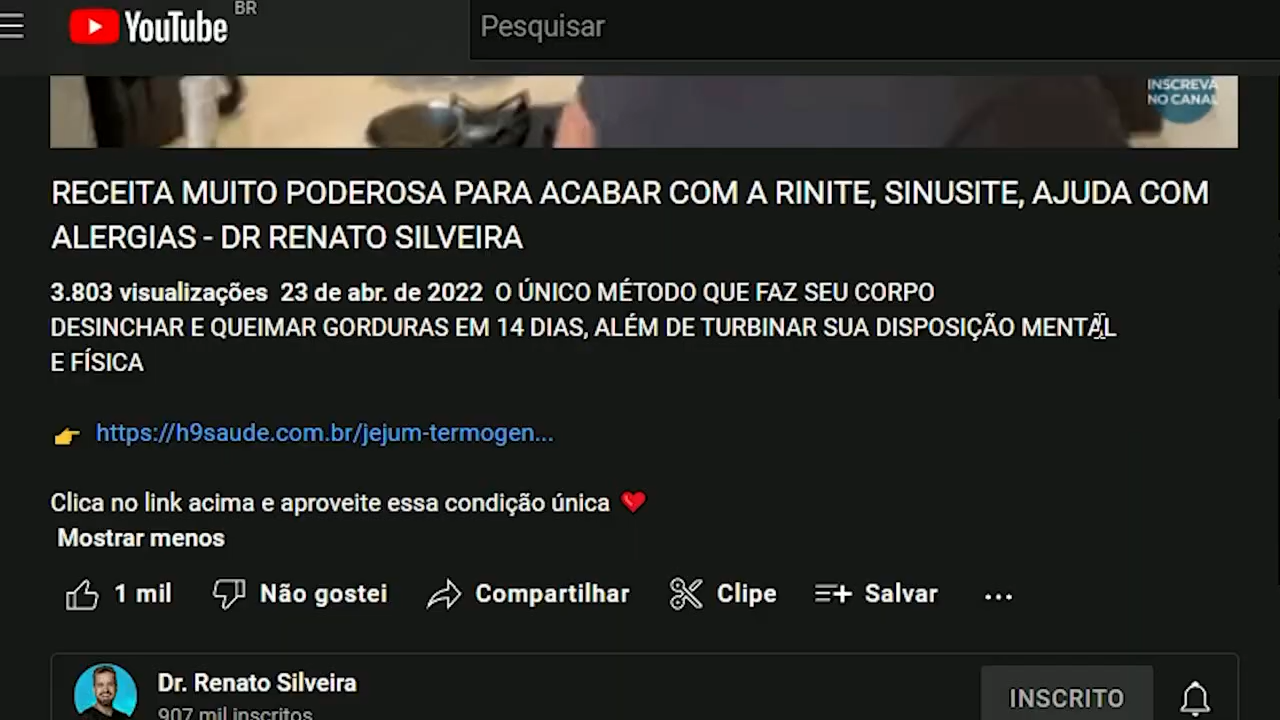 YouTube BR
Pesquisar
INSCREVA
NO CANAL
RECEITA MUITO PODEROSA PARA ACABAR COM A RINITE, SINUSITE, AJUDA COM
ALERGIAS - DR RENATO SILVEIRA
3.803 visualizações 23 de abr. de 2022 O ÚNICO MÉTODO QUE FAZ SEU CORPO
DESINCHAR E QUEIMAR GORDURAS EM 14 DIAS, ALÉM DE TURBINAR SUA DISPOSIÇÃO MENTAL
E FÍSICA
https://h9saude.com.br/jejum-termogen...
Clica no link acima e aproveite essa condição única
Mostrar menos
1 mil Não gostei Compartilhar Clipe Salvar ...
Dr. Renato Silveira
907 mil inscritos
INSCRITO